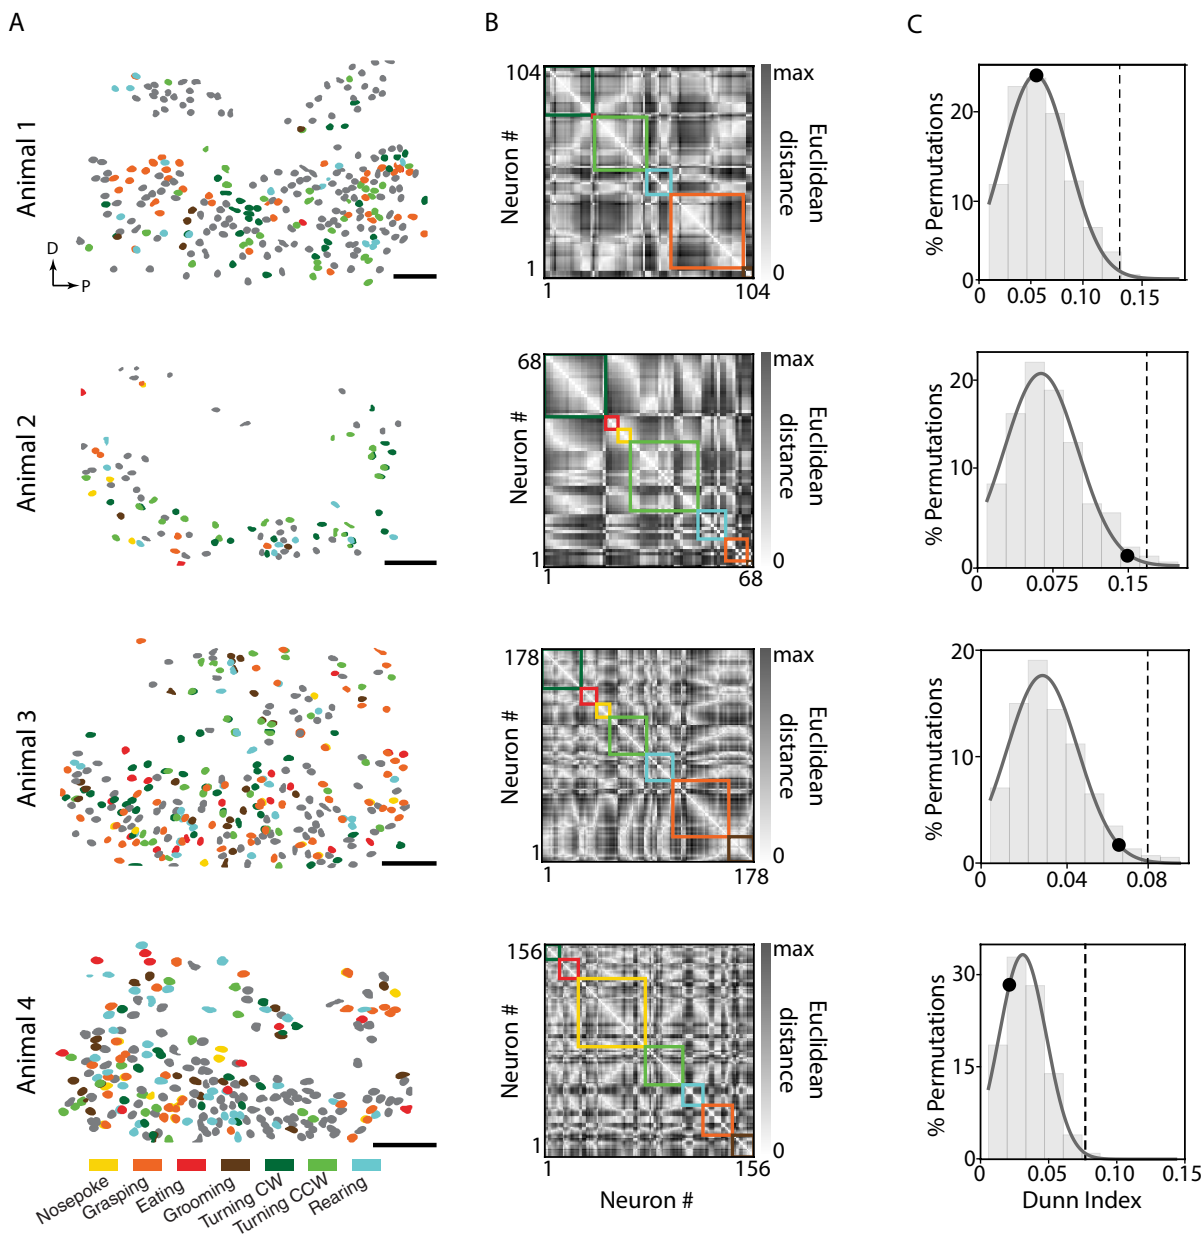 A
B
C
Animal 1
D
P
104
Neuron #
1
1
104
max
Euclidean
distance
0
% Permutations
20
10
0
0
0.05
0.10
0.15
Animal 2
68
Neuron #
1
1
68
max
Euclidean
distance
0
% Permutations
20
10
0
0
0.075
0.15
Animal 3
178
Neuron #
1
1
178
max
Euclidean
distance
0
% Permutations
20
10
0
0
0.04
0.08
Animal 4
156
Neuron #
1
1
156
Neuron #
max
Euclidean
distance
0
% Permutations
30
15
0
0
0.05
0.1
0.15
Dunn Index
Nosepoke
Grasping
Eating
Grooming
Turning CW
Turning CCW
Rearing